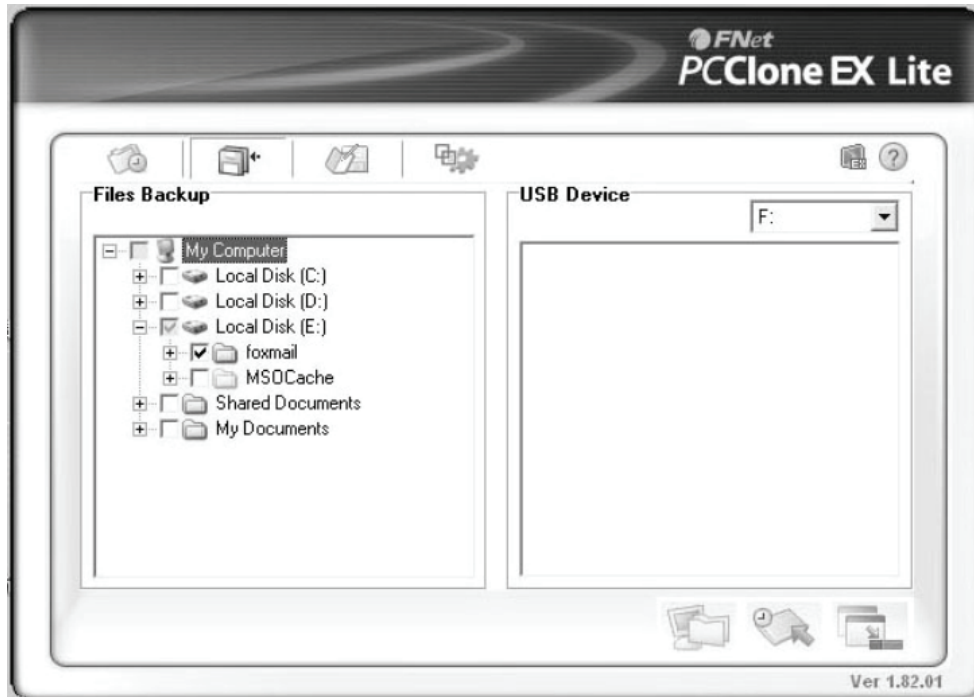 FNet
PCClone EX Lite
Files Backup
My Computer
Local Disk (C:)
Local Disk (D:)
Local Disk (E:)
foxmail
MSOCache
Shared Documents
My Documents
USB Device
F:
EX
?
Ver 1.82.01